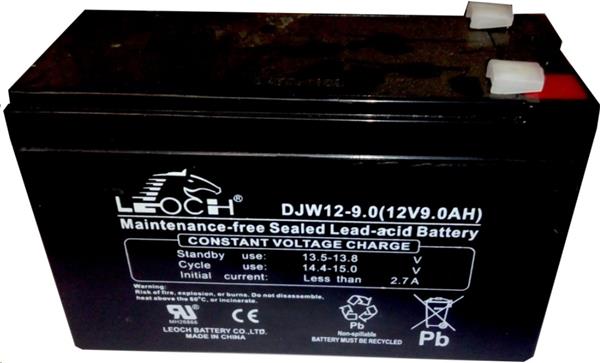 LEOCH®
DJW12-9.0(12V9.0AH)
Maintenance-free Sealed Lead-acid Battery
CONSTANT VOLTAGE CHARGE
Standby use: 13.5-13.8 V
Cycle use: 14.4-15.0 V
Initial current: Less than 2.7A
Warning:
Risk of fire, explosion, or burns. Do not disassemble,
heat above 60°C, or incinerate.
MH26866
LEOCH BATTERY CO.,LTD.
MADE IN CHINA
Pb
Non-spillable
BATTERY MUST BE RECYCLED
Pb